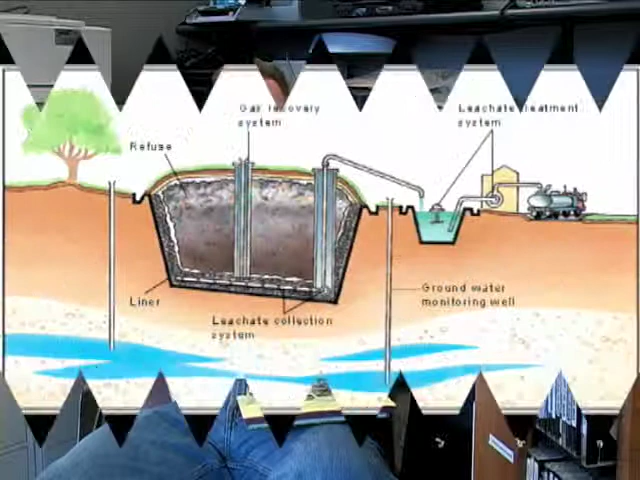 Gas recovery
system
Leachate treatment
system
Refuse
Liner
Ground water
monitoring well
Leachate collection
system